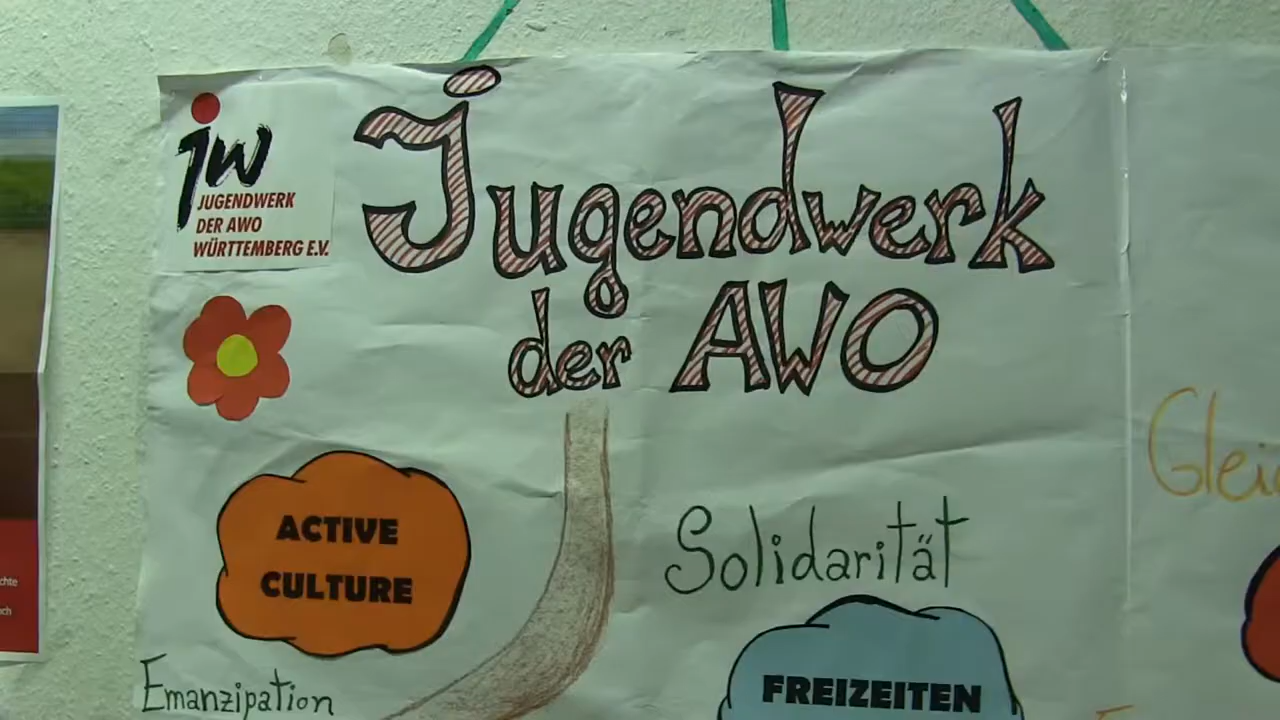 jw
JUGENDWERK
DER AWO
WÜRTTEMBERG E.V.
Jugendwerk
der AWO
ACTIVE
CULTURE
Solidarität
Emanzipation
FREIZEITEN